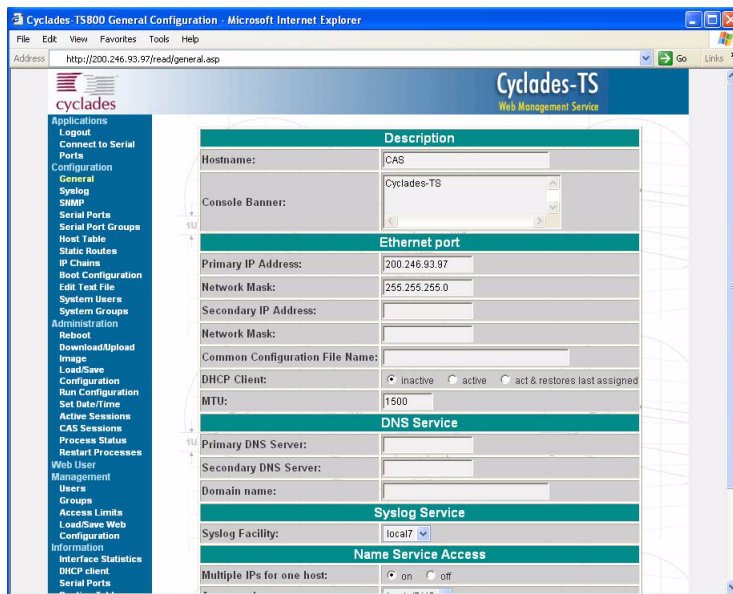 Cyclades-TS800 General Configuration - Microsoft Internet Explorer
File Edit View Favorites Tools Help
Address http://200.246.93.97/read/general.asp Go Links
cyclades
Cyclades-TS
Web Management Service
Applications
Logout
Connect to Serial
Ports
Configuration
General
Syslog
SNMP
Serial Ports
Serial Port Groups
Host Table
Static Routes
IP Chains
Boot Configuration
Edit Text File
System Users
System Groups
Administration
Reboot
Download/Upload
Image
Load/Save
Configuration
Run Configuration
Set Date/Time
Active Sessions
CAS Sessions
Process Status
Restart Processes
Web User
Management
Users
Groups
Access Limits
Load/Save Web
Configuration
Information
Interface Statistics
DHCP client
Serial Ports
1U
1U
Description
Hostname: CAS
Console Banner: Cyclades-TS
Ethernet port
Primary IP Address: 200.246.93.97
Network Mask: 255.255.255.0
Secondary IP Address:
Network Mask:
Common Configuration File Name:
DHCP Client: inactive active act & restores last assigned
MTU: 1500
DNS Service
Primary DNS Server:
Secondary DNS Server:
Domain name:
Syslog Service
Syslog Facility: local7
Name Service Access
Multiple IPs for one host: on off